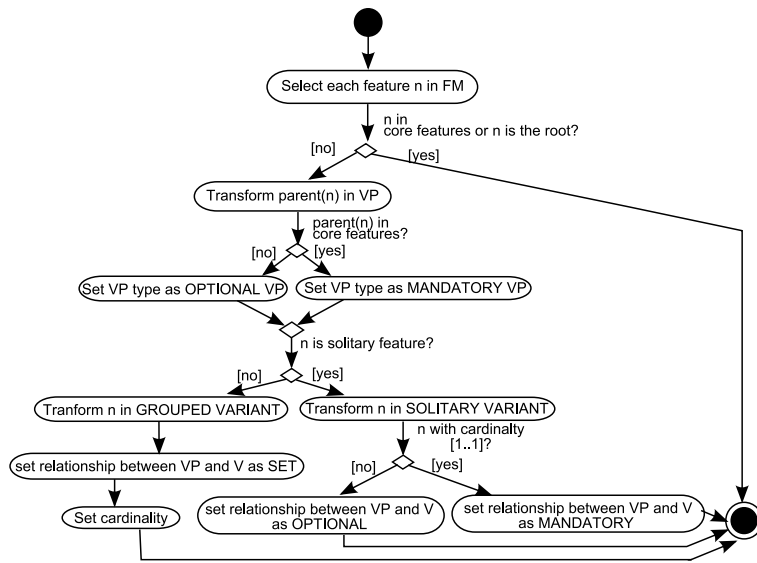 Select each feature n in FM
n in
core features or n is the root?
[no]
[yes]
Transform parent(n) in VP
parent(n) in
core features?
[no]
[yes]
Set VP type as OPTIONAL VP
Set VP type as MANDATORY VP
n is solitary feature?
[no]
[yes]
Tranform n in GROUPED VARIANT
Transform n in SOLITARY VARIANT
n with cardinalty
[1..1]?
[no]
[yes]
set relationship between VP and V as SET
set relationship between VP and V
as OPTIONAL
set relationship between VP and V
as MANDATORY
Set cardinality